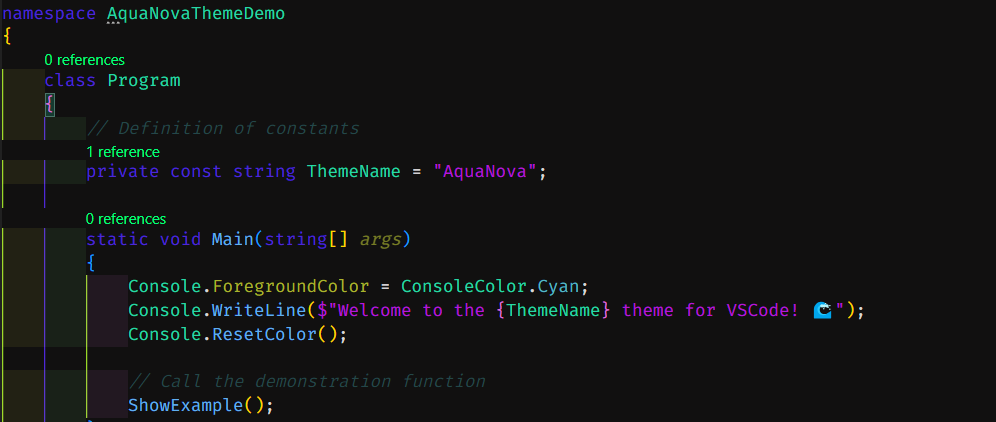 namespace AquaNovaThemeDemo
{
0 references
class Program
{
// Definition of constants
1 reference
private const string ThemeName = "AquaNova";
0 references
static void Main(string[] args)
{
Console.ForegroundColor = ConsoleColor.Cyan;
Console.WriteLine($"Welcome to the {ThemeName} theme for VSCode! 🌊");
Console.ResetColor();
// Call the demonstration function
ShowExample();